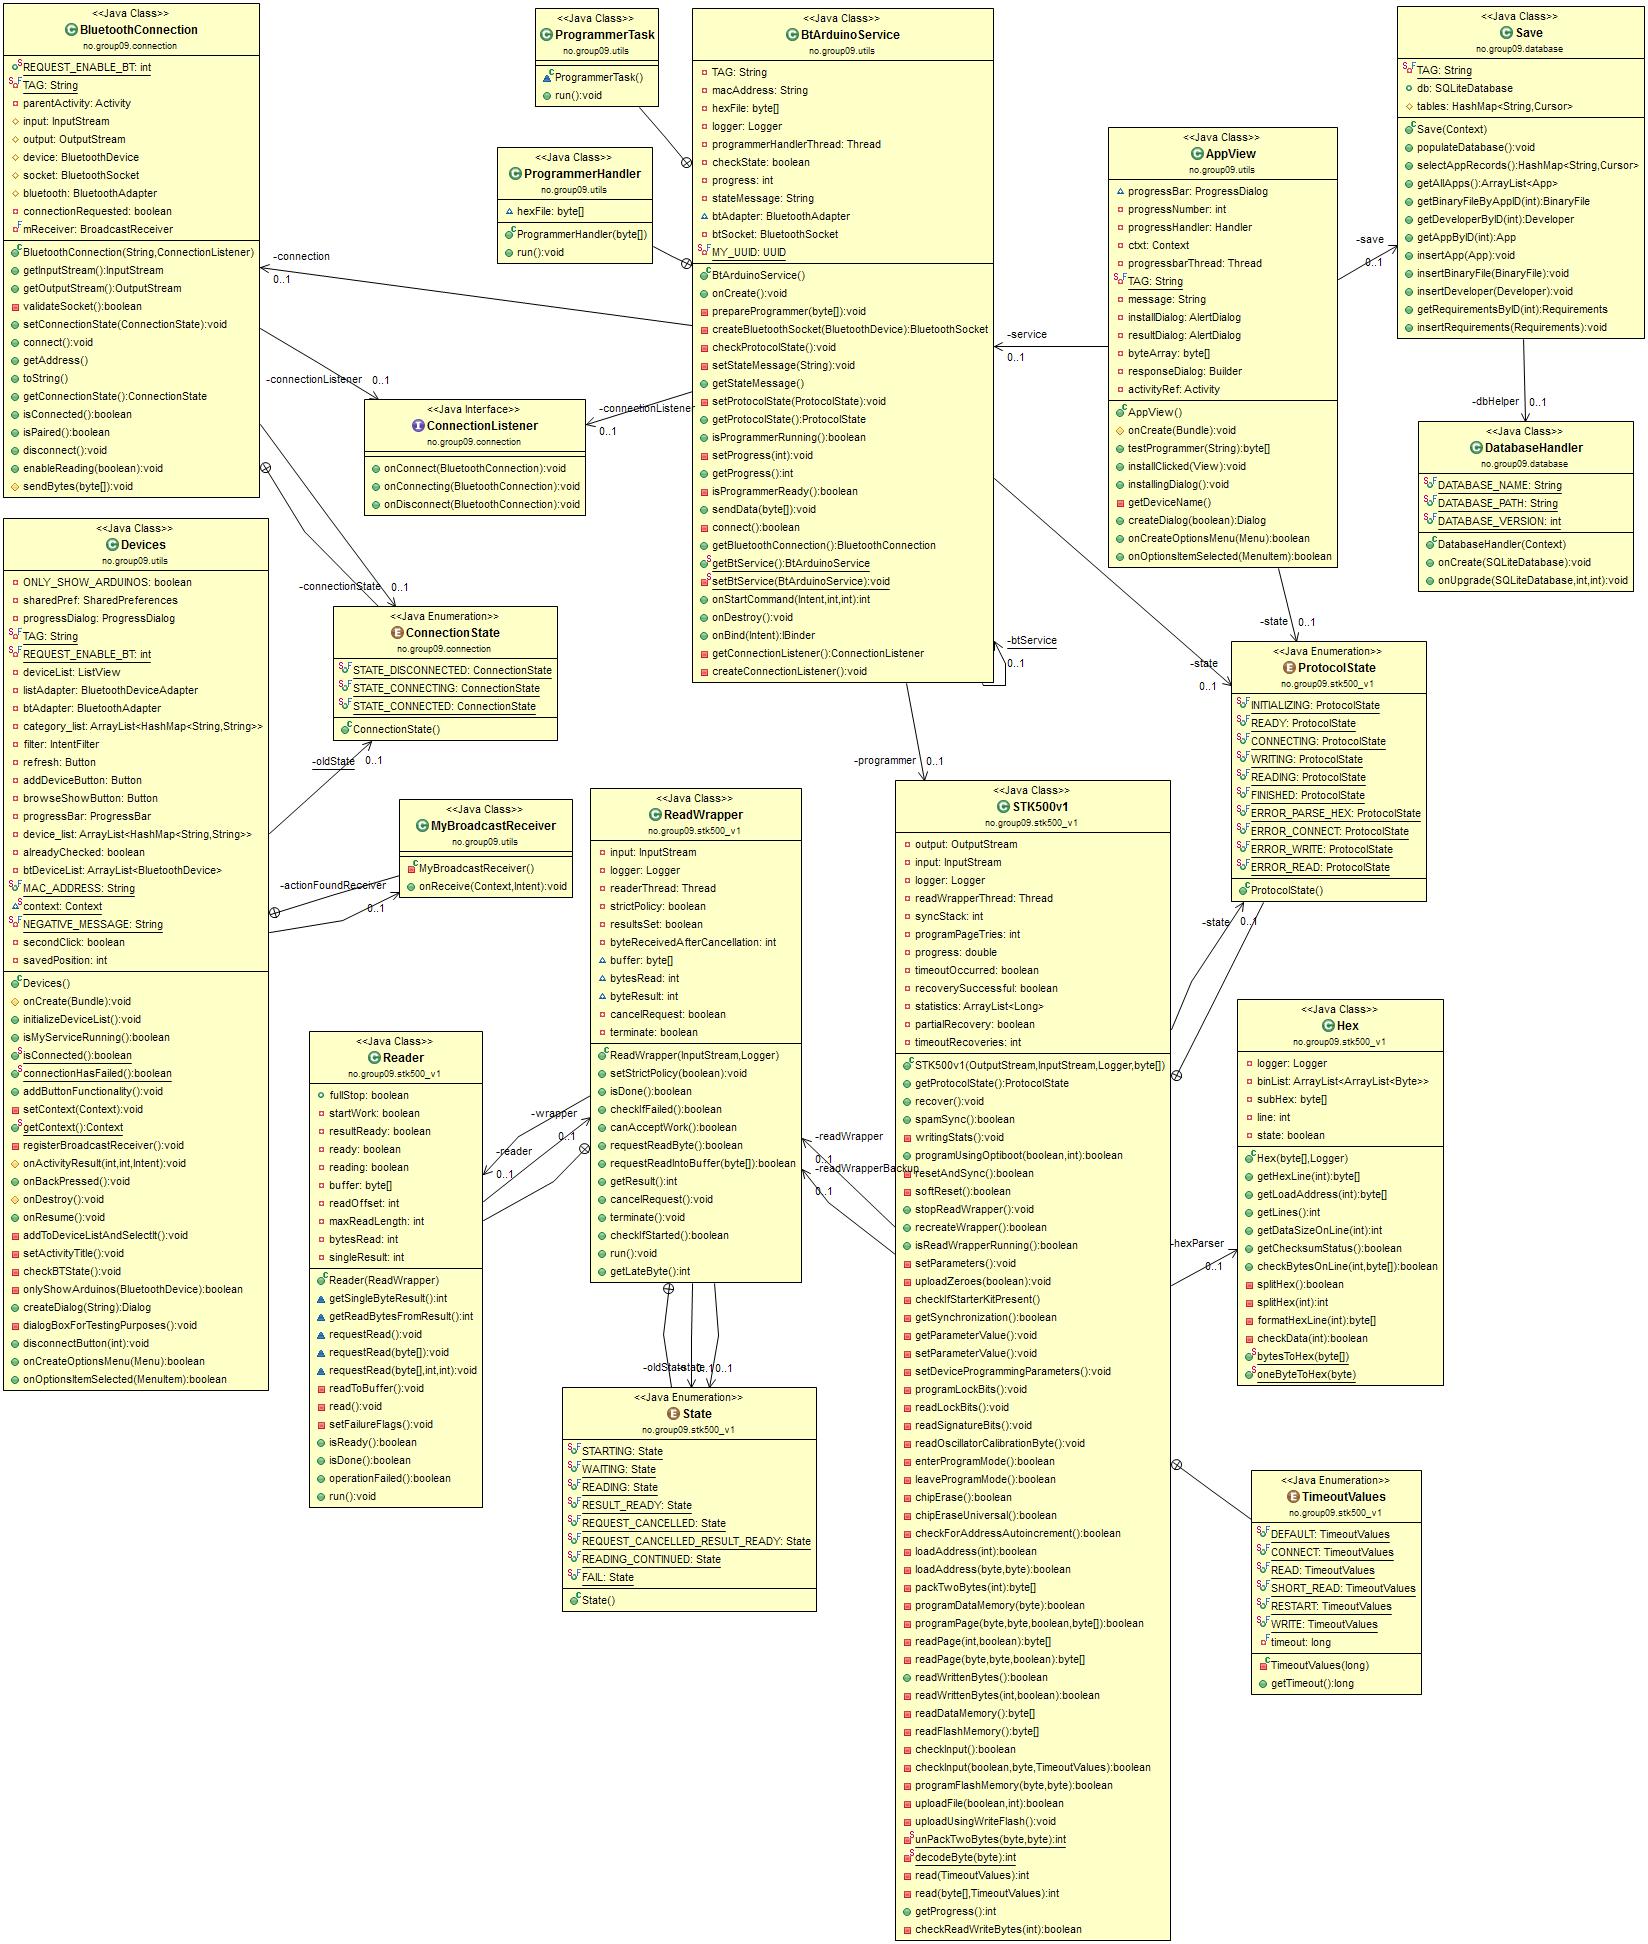 <<Java Class>>
BluetoothConnection
no.group09.connection
REQUEST_ENABLE_BT: int
TAG: String
parentActivity: Activity
input: InputStream
output: OutputStream
device: BluetoothDevice
socket: BluetoothSocket
bluetooth: BluetoothAdapter
connectionRequested: boolean
mReceiver: BroadcastReceiver
BluetoothConnection(String,ConnectionListener)
getInputStream():InputStream
getOutputStream():OutputStream
validateSocket():boolean
setConnectionState(ConnectionState):void
connect():void
getAddress()
toString()
getConnectionState():ConnectionState
isConnected():boolean
isPaired():boolean
disconnect():void
enableReading(boolean):void
sendBytes(byte[]):void
<<Java Class>>
ProgrammerTask
no.group09.utils
ProgrammerTask()
run():void
<<Java Class>>
ProgrammerHandler
no.group09.utils
hexFile: byte[]
ProgrammerHandler(byte[])
run():void
<<Java Class>>
BtArduinoService
no.group09.utils
TAG: String
macAddress: String
hexFile: byte[]
logger: Logger
programmerHandlerThread: Thread
checkState: boolean
progress: int
stateMessage: String
btAdapter: BluetoothAdapter
btSocket: BluetoothSocket
MY_UUID: UUID
BtArduinoService()
onCreate():void
prepareProgrammer(byte[]):void
createBluetoothSocket(BluetoothDevice):BluetoothSocket
checkProtocolState():void
setStateMessage(String):void
getStateMessage()
setProtocolState(ProtocolState):void
getProtocolState():ProtocolState
isProgrammerRunning():boolean
setProgress(int):void
getProgress():int
isProgrammerReady():boolean
sendData(byte[]):void
connect():boolean
getBluetoothConnection():BluetoothConnection
getBtService():BtArduinoService
setBtService(BtArduinoService):void
onStartCommand(Intent,int,int):int
onDestroy():void
onBind(Intent):IBinder
getConnectionListener():ConnectionListener
createConnectionListener():void
<<Java Class>>
AppView
no.group09.utils
progressBar: ProgressDialog
progressNumber: int
progressHandler: Handler
ctxt: Context
progressbarThread: Thread
TAG: String
message: String
installDialog: AlertDialog
resultDialog: AlertDialog
byteArray: byte[]
responseDialog: Builder
activityRef: Activity
AppView()
onCreate(Bundle):void
testProgrammer(String):byte[]
installClicked(View):void
installingDialog():void
getDeviceName()
createDialog(boolean):Dialog
onCreateOptionsMenu(Menu):boolean
onOptionsItemSelected(MenuItem):boolean
<<Java Class>>
Save
no.group09.database
TAG: String
db: SQLiteDatabase
tables: HashMap<String,Cursor>
Save(Context)
populateDatabase():void
selectAppRecords():HashMap<String,Cursor>
getAllApps():ArrayList<App>
getBinaryFileByAppID(int):BinaryFile
getDeveloperByID(int):Developer
getAppByID(int):App
insertApp(App):void
insertBinaryFile(BinaryFile):void
insertDeveloper(Developer):void
getRequirementsByID(int):Requirements
insertRequirements(Requirements):void
-connection
0..1
-connectionListener
0..1
-connectionListener
0..1
-service
0..1
-save
0..1
-dbHelper
0..1
<<Java Interface>>
ConnectionListener
no.group09.connection
onConnect(BluetoothConnection):void
onConnecting(BluetoothConnection):void
onDisconnect(BluetoothConnection):void
<<Java Class>>
DatabaseHandler
no.group09.database
DATABASE_NAME: String
DATABASE_PATH: String
DATABASE_VERSION: int
DatabaseHandler(Context)
onCreate(SQLiteDatabase):void
onUpgrade(SQLiteDatabase,int,int):void
<<Java Class>>
Devices
no.group09.utils
ONLY_SHOW_ARDUINOS: boolean
sharedPref: SharedPreferences
progressDialog: ProgressDialog
TAG: String
REQUEST_ENABLE_BT: int
deviceList: ListView
listAdapter: BluetoothDeviceAdapter
btAdapter: BluetoothAdapter
category_list: ArrayList<HashMap<String,String>>
filter: IntentFilter
refresh: Button
addDeviceButton: Button
browseShowButton: Button
progressBar: ProgressBar
device_list: ArrayList<HashMap<String,String>>
alreadyChecked: boolean
btDeviceList: ArrayList<BluetoothDevice>
MAC_ADDRESS: String
context: Context
NEGATIVE_MESSAGE: String
secondClick: boolean
savedPosition: int
Devices()
onCreate(Bundle):void
initializeDeviceList():void
isMyServiceRunning():boolean
isConnected():boolean
connectionHasFailed():boolean
addButtonFunctionality():void
setContext(Context):void
getContext():Context
registerBroadcastReceiver():void
onActivityResult(int,int,Intent):void
onBackPressed():void
onDestroy():void
onResume():void
addToDeviceListAndSelectIt():void
setActivityTitle():void
checkBTState():void
onlyShowArduinos(BluetoothDevice):boolean
createDialog(String):Dialog
dialogBoxForTestingPurposes():void
disconnectButton(int):void
onCreateOptionsMenu(Menu):boolean
onOptionsItemSelected(MenuItem):boolean
-connectionState
0..1
<<Java Enumeration>>
ConnectionState
no.group09.connection
STATE_DISCONNECTED: ConnectionState
STATE_CONNECTING: ConnectionState
STATE_CONNECTED: ConnectionState
ConnectionState()
-oldState
0..1
-btService
0..1
-state
0..1
-state
0..1
-programmer
0..1
<<Java Enumeration>>
ProtocolState
no.group09.stk500_v1
INITIALIZING: ProtocolState
READY: ProtocolState
CONNECTING: ProtocolState
WRITING: ProtocolState
READING: ProtocolState
FINISHED: ProtocolState
ERROR_PARSE_HEX: ProtocolState
ERROR_CONNECT: ProtocolState
ERROR_WRITE: ProtocolState
ERROR_READ: ProtocolState
ProtocolState()
<<Java Class>>
MyBroadcastReceiver
no.group09.utils
MyBroadcastReceiver()
onReceive(Context,Intent):void
-actionFoundReceiver
0..1
<<Java Class>>
ReadWrapper
no.group09.stk500_v1
input: InputStream
logger: Logger
readerThread: Thread
strictPolicy: boolean
resultsSet: boolean
byteReceivedAfterCancellation: int
buffer: byte[]
bytesRead: int
byteResult: int
cancelRequest: boolean
terminate: boolean
ReadWrapper(InputStream,Logger)
setStrictPolicy(boolean):void
isDone():boolean
checkIfFailed():boolean
canAcceptWork():boolean
requestReadByte():boolean
requestReadIntoBuffer(byte[]):boolean
getResult():int
cancelRequest():void
terminate():void
checkIfStarted():boolean
run():void
getLateByte():int
<<Java Class>>
STK500v1
no.group09.stk500_v1
output: OutputStream
input: InputStream
logger: Logger
readWrapperThread: Thread
syncStack: int
programPageTries: int
progress: double
timeoutOccurred: boolean
recoverySuccessful: boolean
statistics: ArrayList<Long>
partialRecovery: boolean
timeoutRecoveries: int
STK500v1(OutputStream,InputStream,Logger,byte[])
getProtocolState():ProtocolState
recover():void
spamSync():boolean
writingStats():void
programUsingOptiboot(boolean,int):boolean
resetAndSync():boolean
softReset():boolean
stopReadWrapper():void
recreateWrapper():boolean
isReadWrapperRunning():boolean
setParameters():void
uploadZeroes(boolean):void
checkIfStarterKitPresent()
getSynchronization():boolean
getParameterValue():void
setParameterValue():void
setDeviceProgrammingParameters():void
programLockBits():void
readLockBits():void
readSignatureBits():void
readOscillatorCalibrationByte():void
enterProgramMode():boolean
leaveProgramMode():boolean
chipErase():boolean
chipEraseUniversal():boolean
checkForAddressAutoincrement():boolean
loadAddress(int):boolean
loadAddress(byte,byte):boolean
packTwoBytes(int):byte[]
programDataMemory(byte):boolean
programPage(byte,byte,boolean,byte[]):boolean
readPage(int,boolean):byte[]
readPage(byte,byte,boolean):byte[]
readWrittenBytes():boolean
readWrittenBytes(int,boolean):boolean
readDataMemory():byte[]
readFlashMemory():byte[]
checkInput():boolean
checkInput(boolean,byte,TimeoutValues):boolean
programFlashMemory(byte,byte):boolean
uploadFile(boolean,int):boolean
uploadUsingWriteFlash():void
unPackTwoBytes(byte,byte):int
decodeByte(byte):int
read(TimeoutValues):int
read(byte[],TimeoutValues):int
getProgress():int
checkReadWriteBytes(int):boolean
-state
0..1
<<Java Class>>
Hex
no.group09.stk500_v1
logger: Logger
binList: ArrayList<ArrayList<Byte>>
subHex: byte[]
line: int
state: boolean
Hex(byte[],Logger)
getHexLine(int):byte[]
getLoadAddress(int):byte[]
getLines():int
getDataSizeOnLine(int):int
getChecksumStatus():boolean
checkBytesOnLine(int,byte[]):boolean
splitHex():boolean
splitHex(int):int
formatHexLine(int):byte[]
checkData(int):boolean
bytesToHex(byte[])
oneByteToHex(byte)
<<Java Class>>
Reader
no.group09.stk500_v1
fullStop: boolean
startWork: boolean
resultReady: boolean
ready: boolean
reading: boolean
buffer: byte[]
readOffset: int
maxReadLength: int
bytesRead: int
singleResult: int
Reader(ReadWrapper)
getSingleByteResult():int
getReadBytesFromResult():int
requestRead():void
requestRead(byte[]):void
requestRead(byte[],int,int):void
readToBuffer():void
read():void
setFailureFlags():void
isReady():boolean
isDone():boolean
operationFailed():boolean
run():void
-wrapper
0..1
-reader
0..1
-readWrapper
0..1
-readWrapperBackup
0..1
-hexParser
0..1
-oldState
-state
0..1
0..1
<<Java Enumeration>>
State
no.group09.stk500_v1
STARTING: State
WAITING: State
READING: State
RESULT_READY: State
REQUEST_CANCELLED: State
REQUEST_CANCELLED_RESULT_READY: State
READING_CONTINUED: State
FAIL: State
State()
<<Java Enumeration>>
TimeoutValues
no.group09.stk500_v1
DEFAULT: TimeoutValues
CONNECT: TimeoutValues
READ: TimeoutValues
SHORT_READ: TimeoutValues
RESTART: TimeoutValues
WRITE: TimeoutValues
timeout: long
TimeoutValues(long)
getTimeout():long